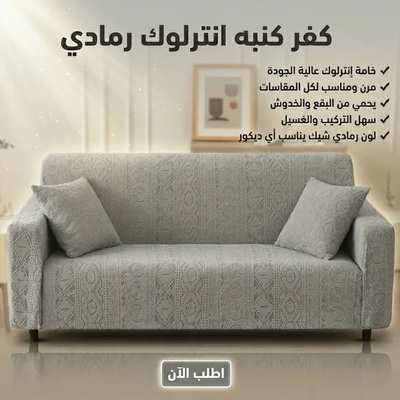 كفر كنبه انترلوك رمادي
✓ خامة إنترلوك عالية الجودة
✓ مرن ومناسب لكل المقاسات
✓ يحمي من البقع والخدوش
✓ سهل التركيب والغسيل
✓ لون رمادي شيك يناسب أي ديكور
اطلب الآن